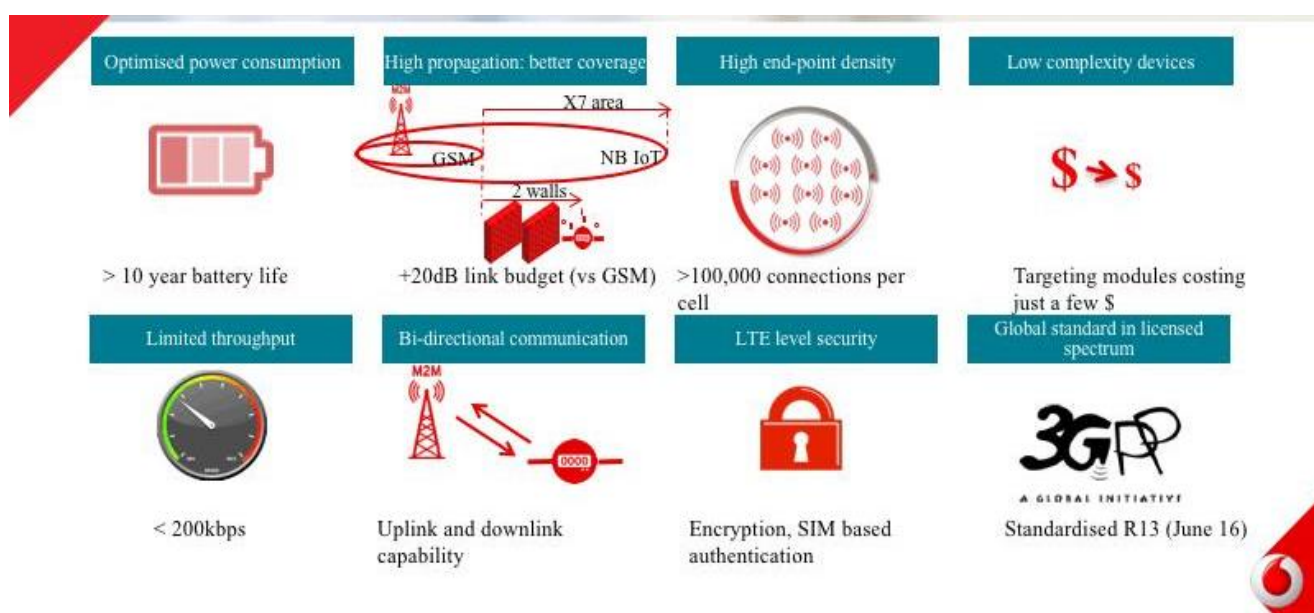 Optimised power consumption
High propagation: better coverage
High end-point density
Low complexity devices
M2M
X7 area
GSM
NB IoT
2 walls
$ $
> 10 year battery life
+20dB link budget (vs GSM)
>100,000 connections per
cell
Targeting modules costing
just a few $
Limited throughput
Bi-directional communication
LTE level security
Global standard in licensed
spectrum
M2M
0000
3GPP
A GLOBAL INITIATIVE
< 200kbps
Uplink and downlink
capability
Encryption, SIM based
authentication
Standardised R13 (June 16)